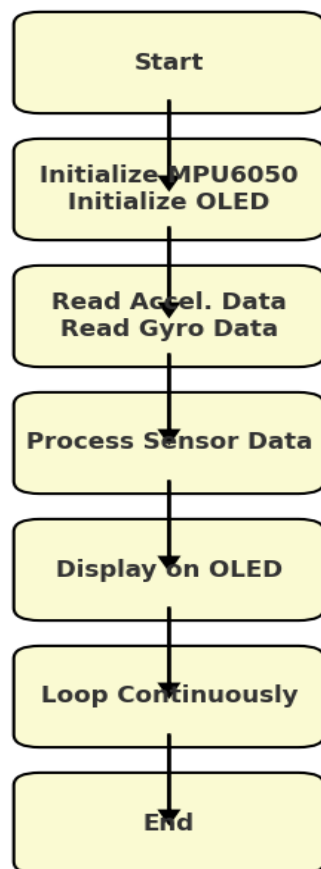 Start
Initialize MPU6050
Initialize OLED
Read Accel. Data
Read Gyro Data
Process Sensor Data
Display on OLED
Loop Continuously
End